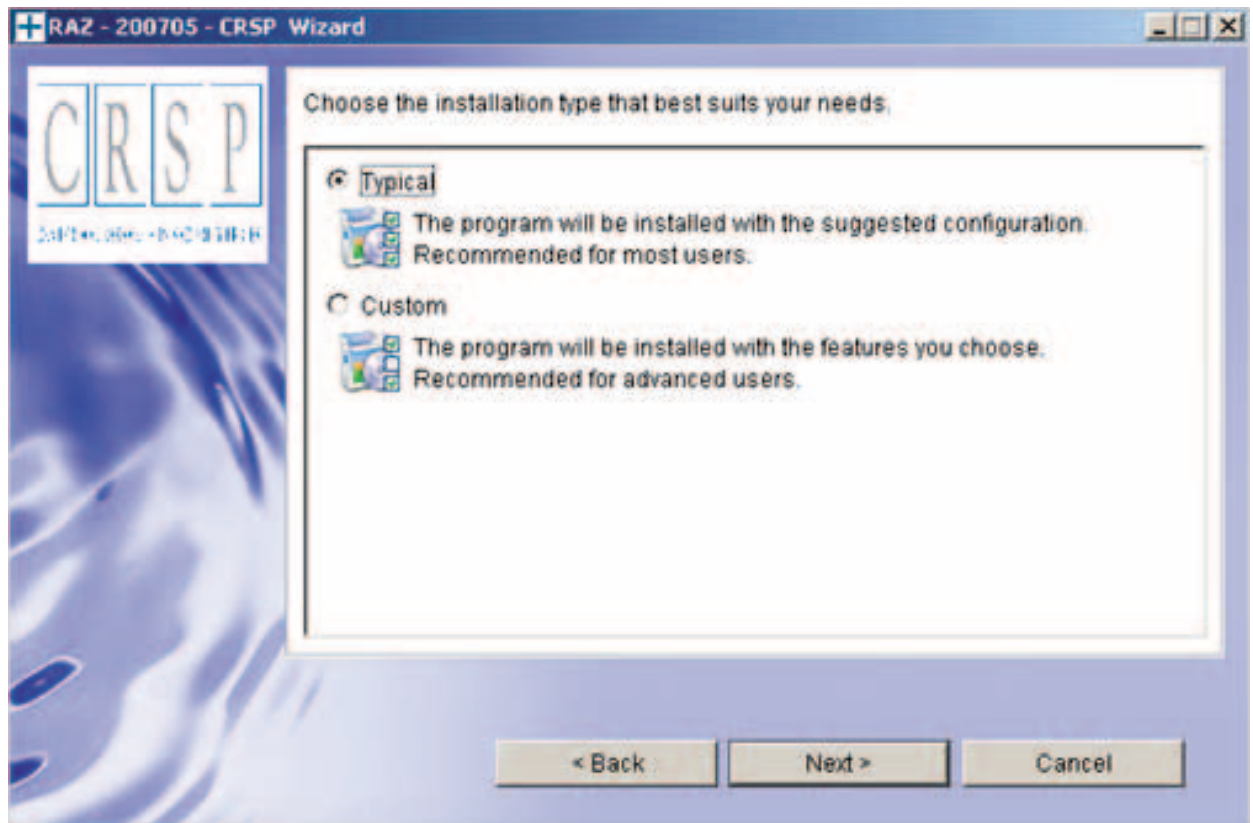 RAZ - 200705 - CRSP Wizard
CRSP
Choose the installation type that best suits your needs.
Typical
The program will be installed with the suggested configuration.
Recommended for most users.
Custom
The program will be installed with the features you choose.
Recommended for advanced users.
< Back
Next >
Cancel